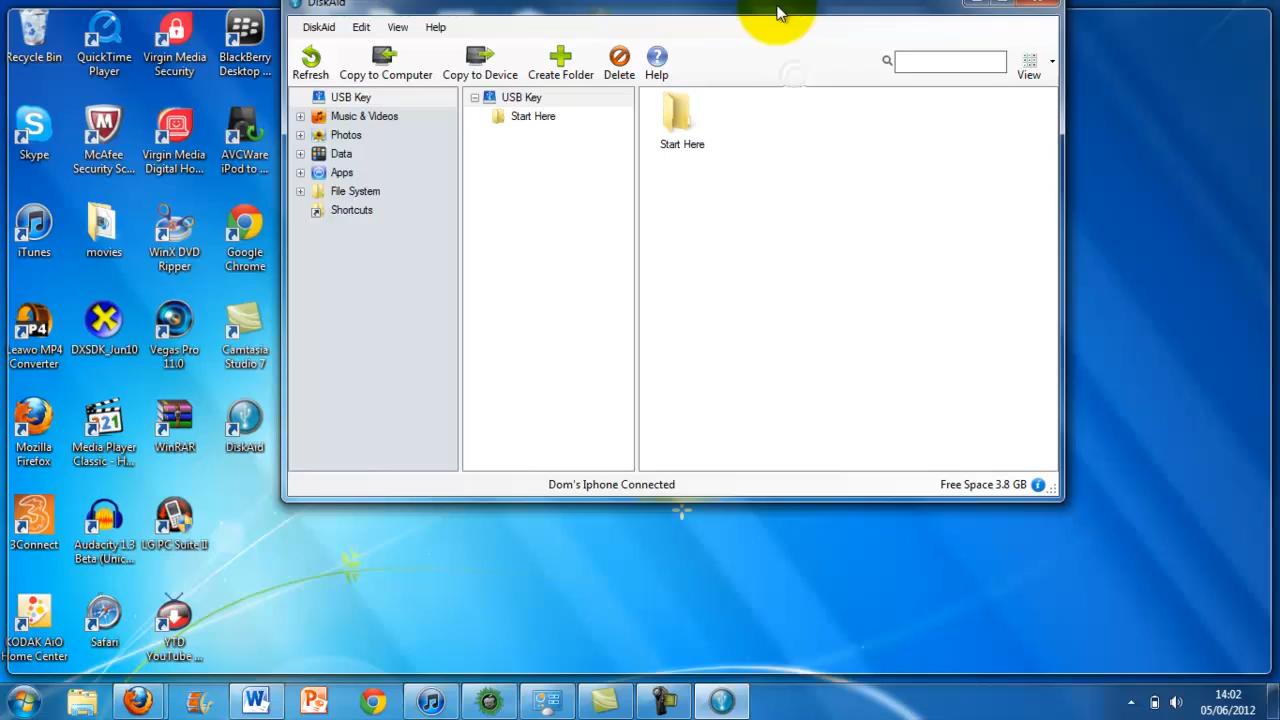 DiskAid
DiskAid Edit View Help
Refresh Copy to Computer Copy to Device Create Folder Delete Help View
USB Key
Music & Videos
Photos
Data
Apps
File System
Shortcuts
USB Key
Start Here
Start Here
Dom's Iphone Connected
Free Space 3.8 GB
Recycle Bin
QuickTime
Player
Virgin Media
Security
BlackBerry
Desktop ...
Skype
McAfee
Security Sc...
Virgin Media
Digital Ho...
AVCWare
iPod to ...
iTunes
movies
WinX DVD
Ripper
Google
Chrome
Leawo MP4
Converter
DXSDK_Jun10
Vegas Pro
11.0
Camtasia
Studio 7
Mozilla
Firefox
Media Player
Classic - H...
WinRAR
DiskAid
3Connect
Audacity 1.3
Beta (Unic...
LG PC Suite II
KODAK AiO
Home Center
Safari
YTD
YouTube ...
14:02
05/06/2012